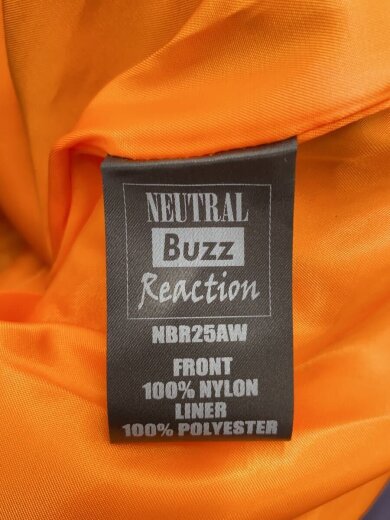 NEUTRAL
Buzz
Reaction
NBR25AW
FRONT
100% NYLON
LINER
100% POLYESTER